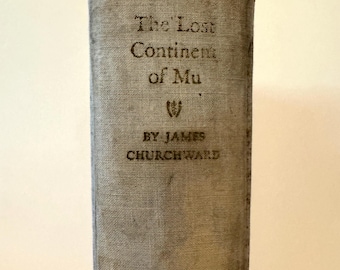 The Lost
Continent
of Mu
BY JAMES
CHURCHWARD